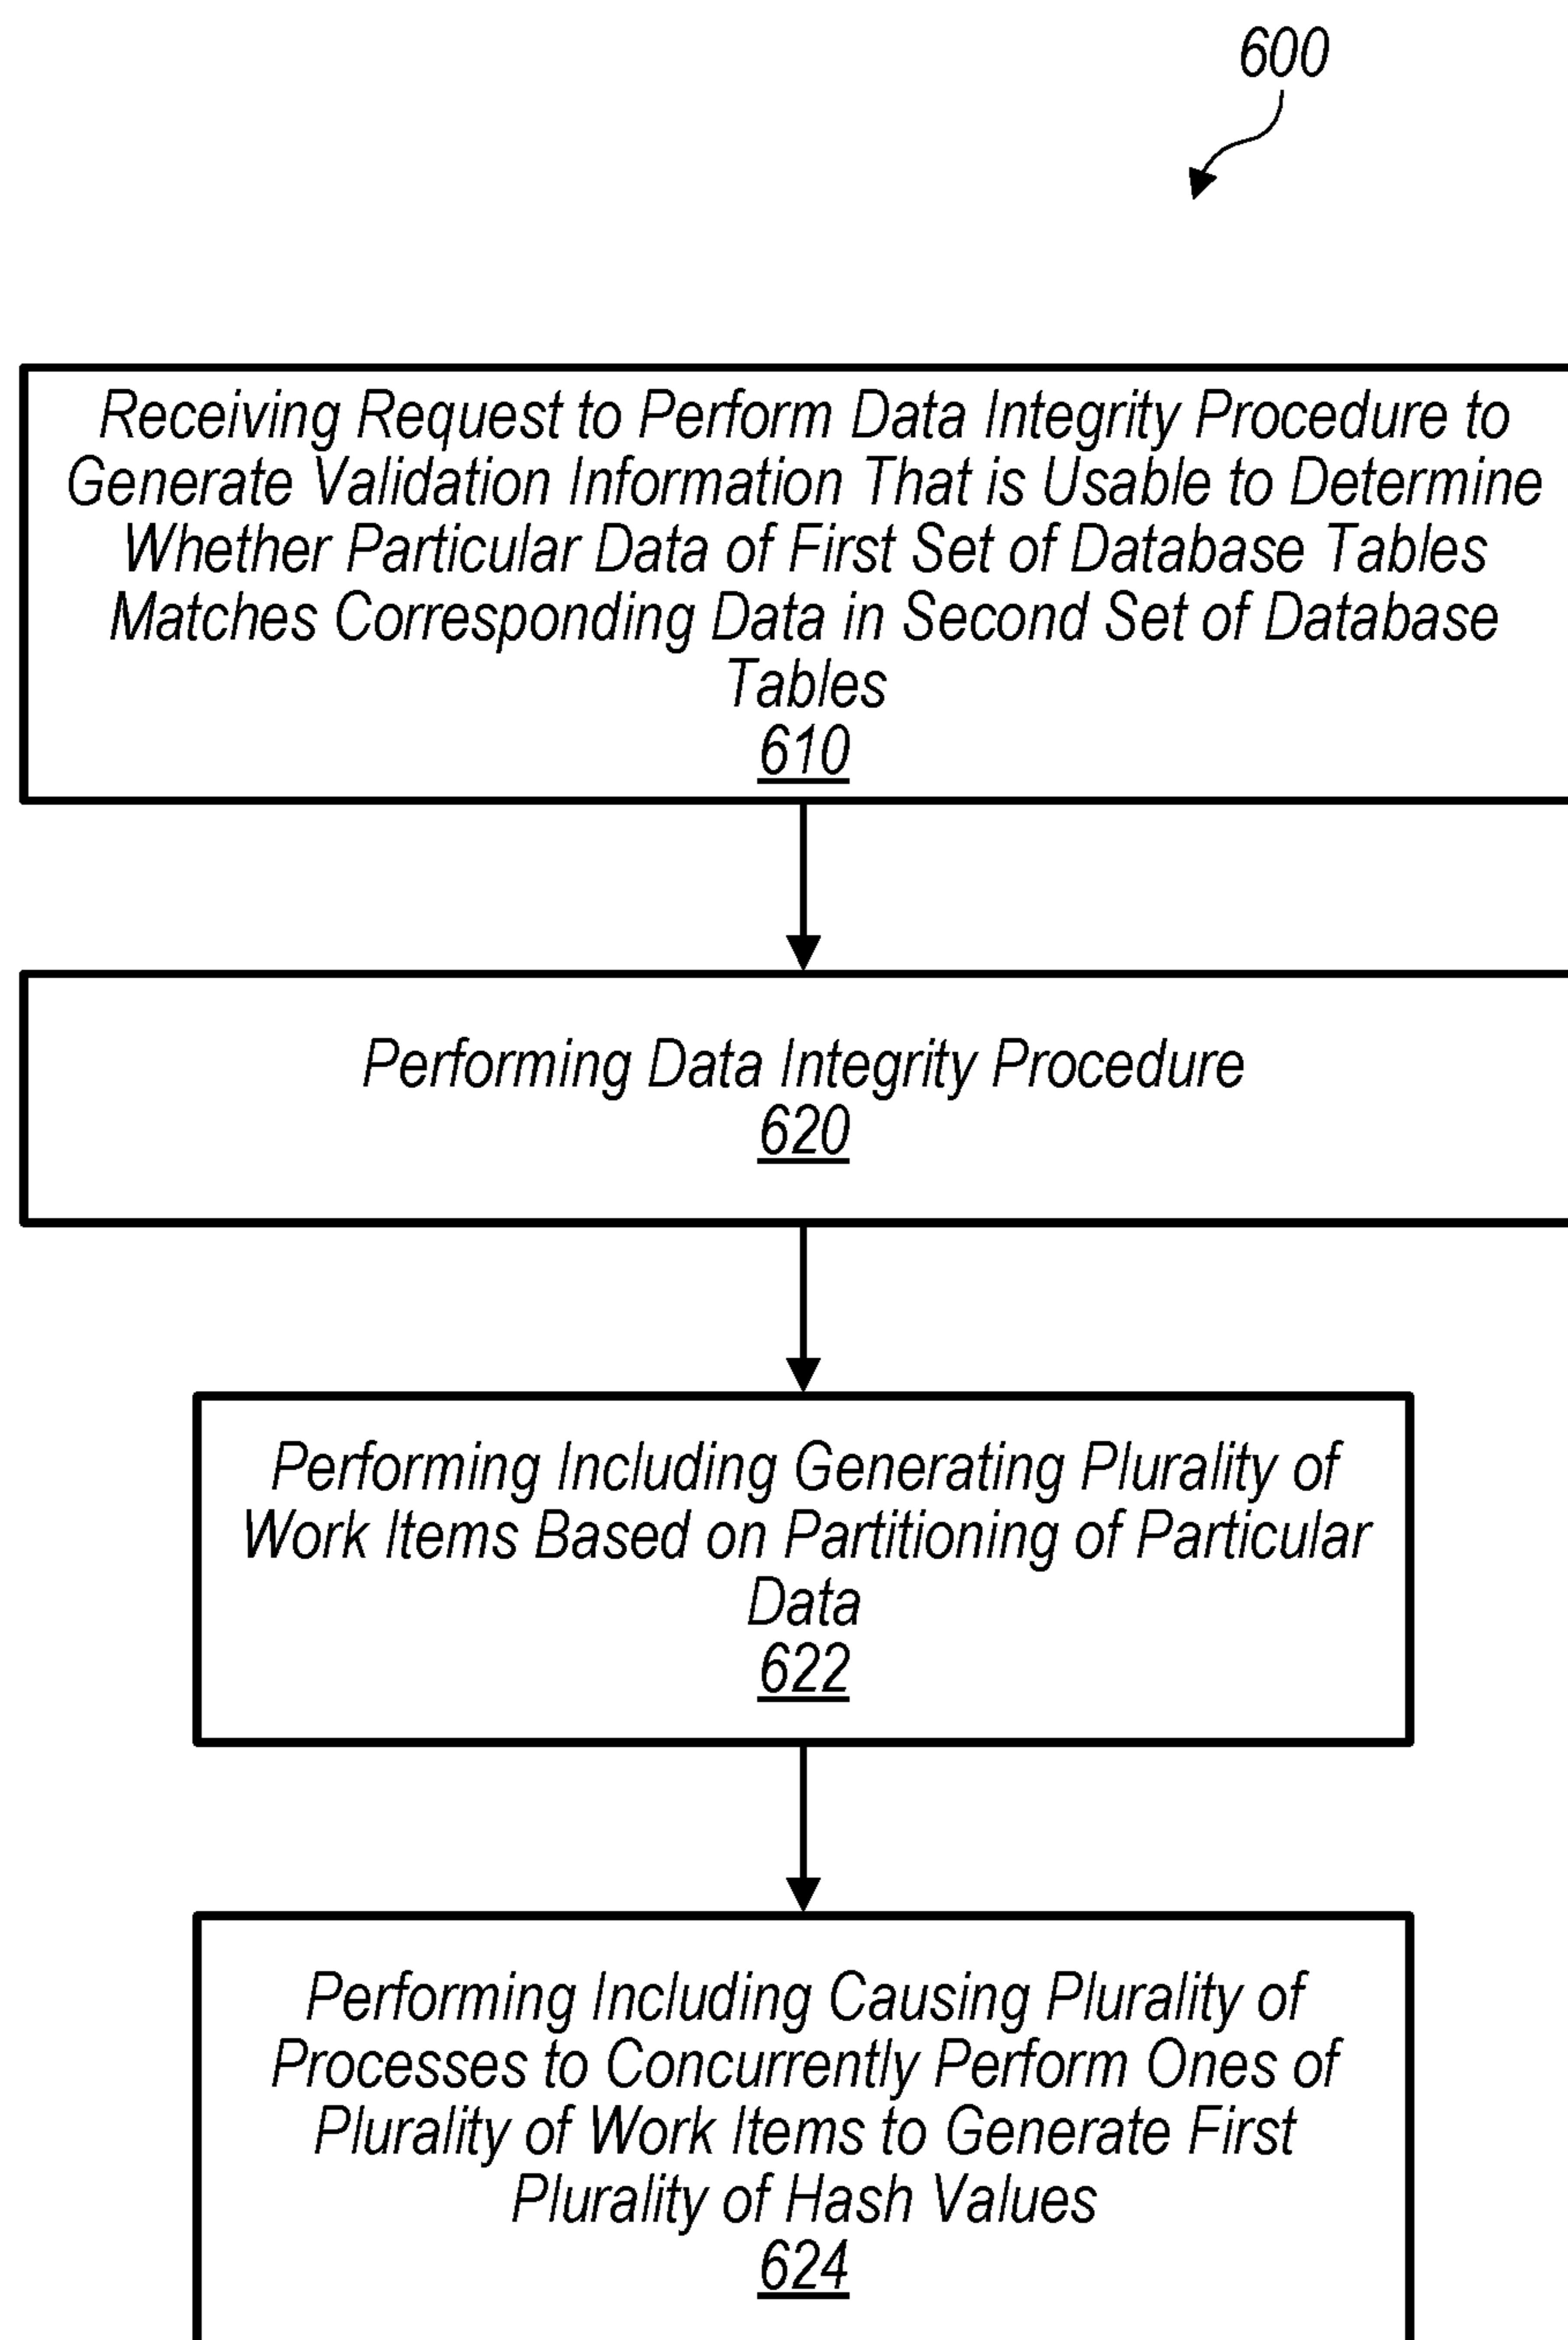 600
Receiving Request to Perform Data Integrity Procedure to
Generate Validation Information That is Usable to Determine
Whether Particular Data of First Set of Database Tables
Matches Corresponding Data in Second Set of Database
Tables
610
Performing Data Integrity Procedure
620
Performing Including Generating Plurality of
Work Items Based on Partitioning of Particular
Data
622
Performing Including Causing Plurality of
Processes to Concurrently Perform Ones of
Plurality of Work Items to Generate First
Plurality of Hash Values
624